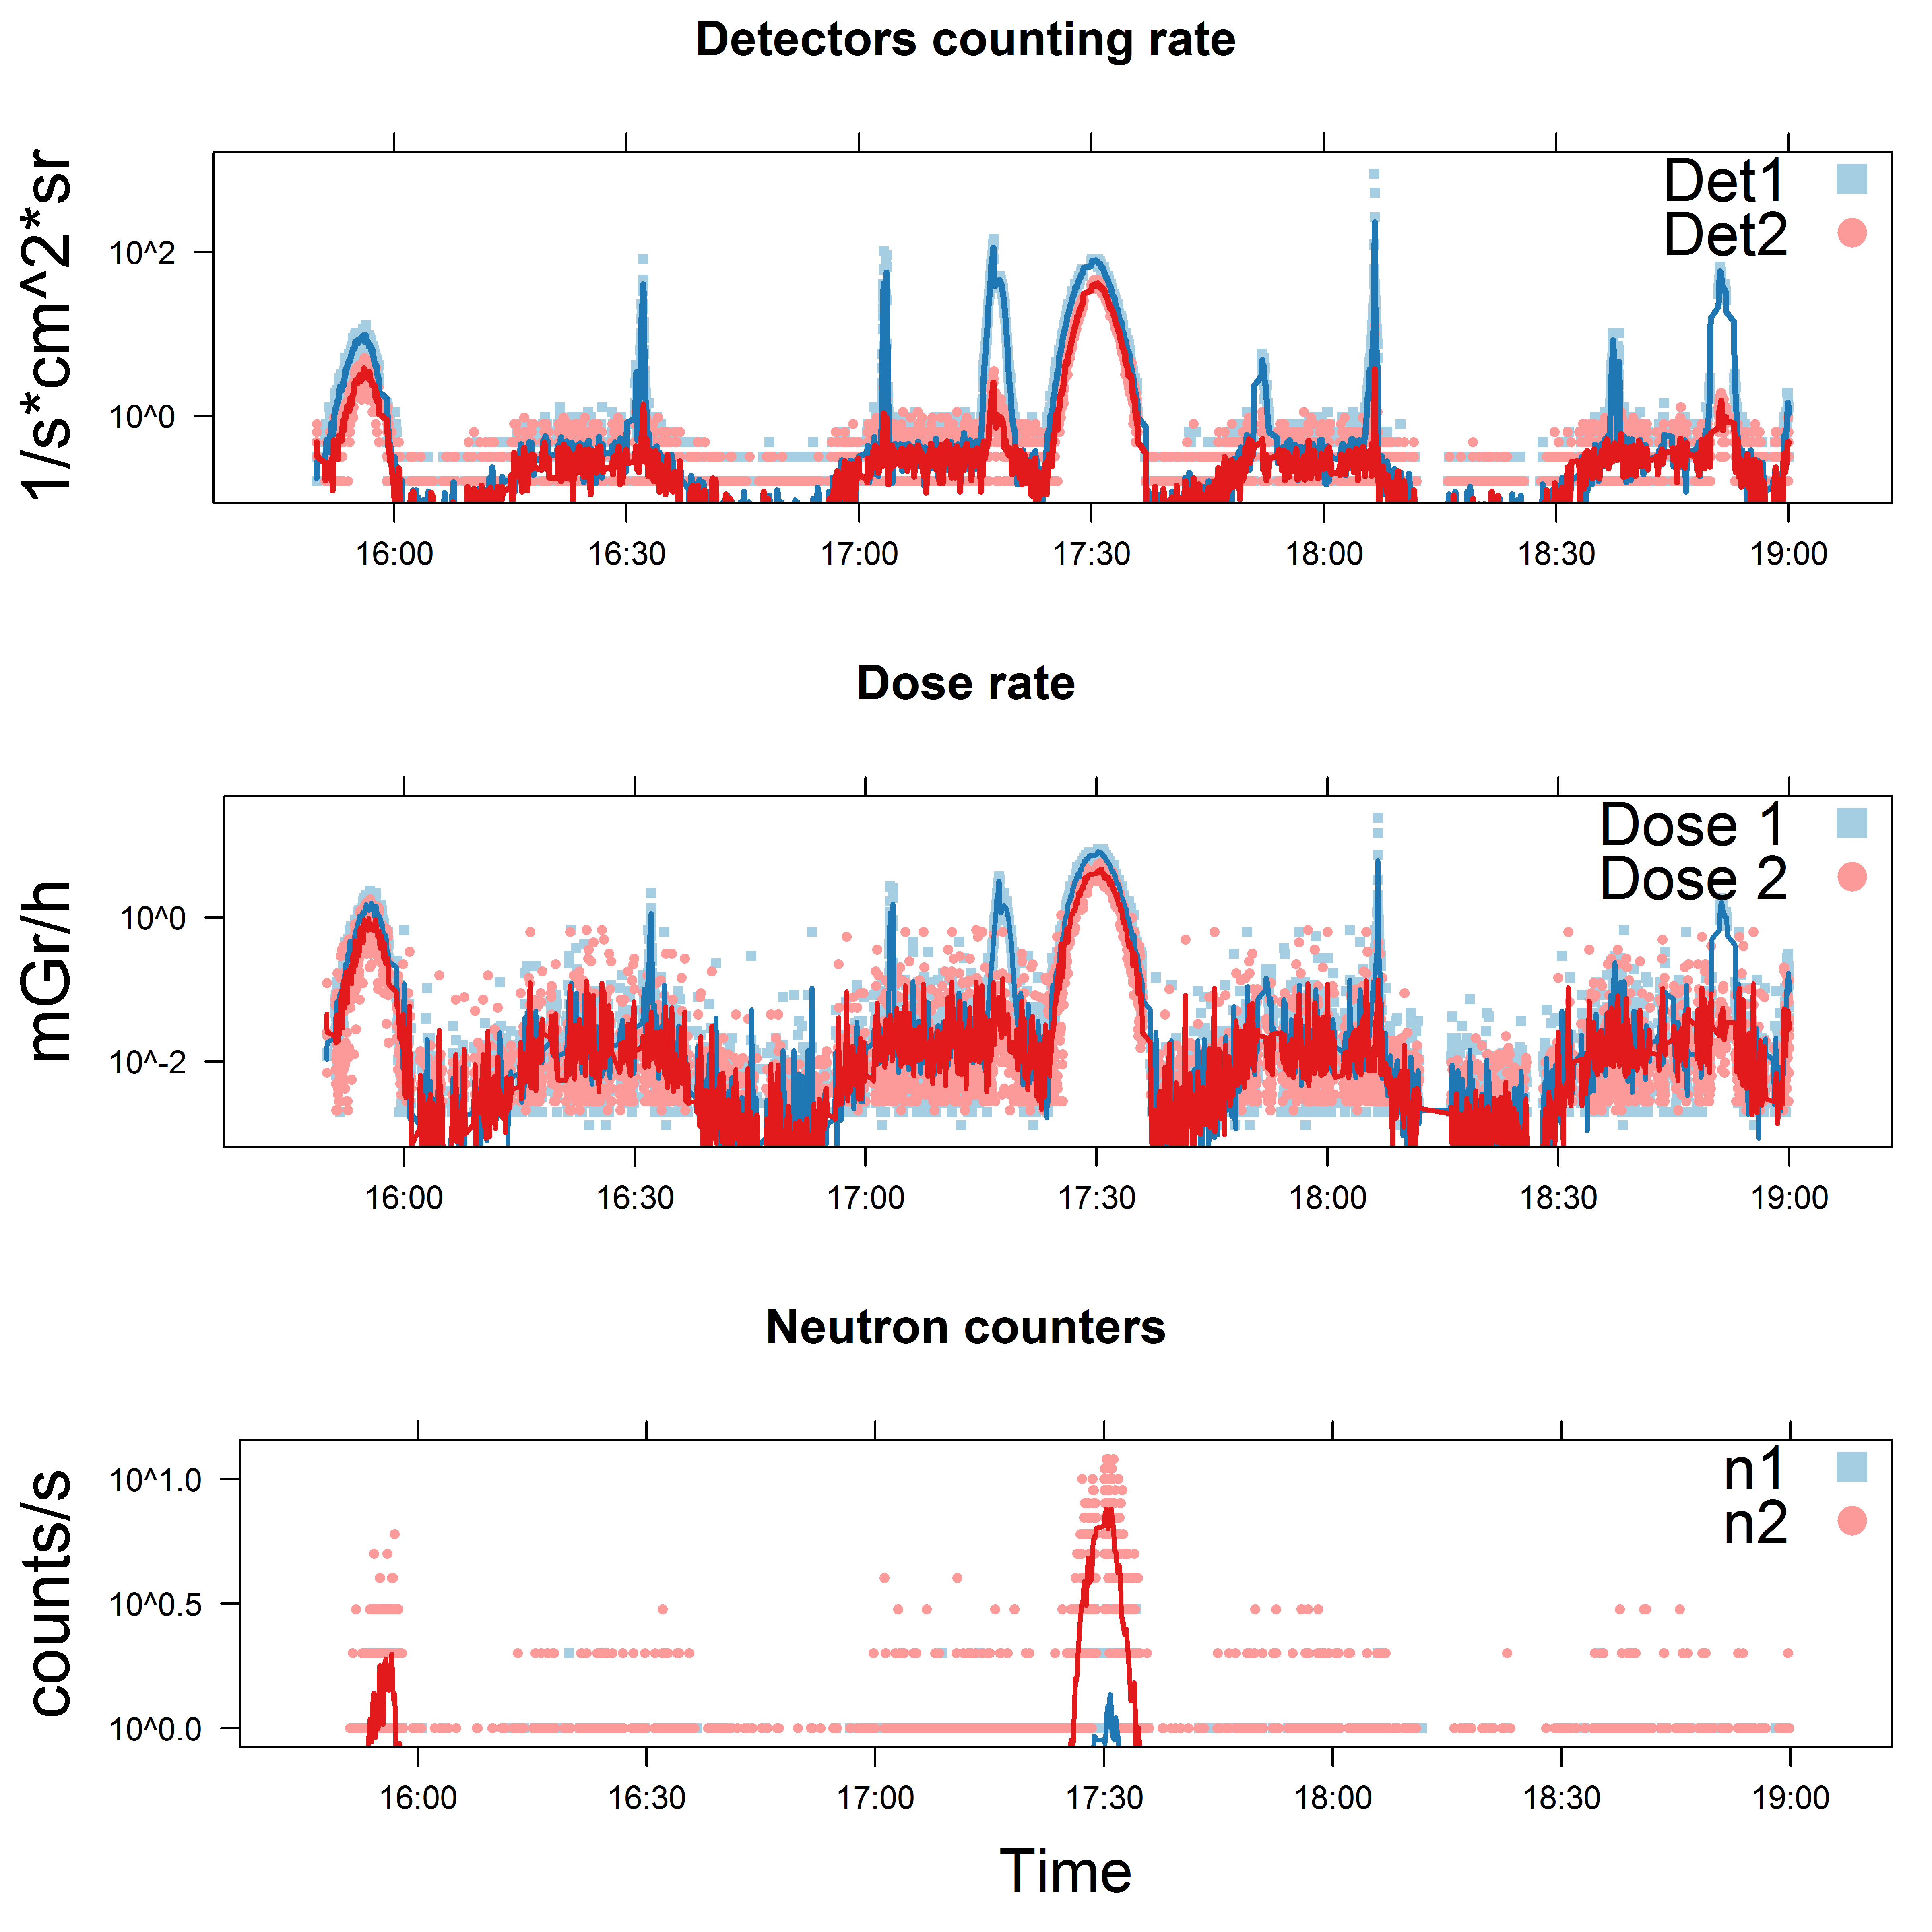 Detectors counting rate
1/s*cm^2*sr
10^2
10^0
Det1
Det2
16:00 16:30 17:00 17:30 18:00 18:30 19:00
Dose rate
mGr/h
10^0
10^-2
Dose 1
Dose 2
16:00 16:30 17:00 17:30 18:00 18:30 19:00
Neutron counters
counts/s
10^1.0
10^0.5
10^0.0
n1
n2
16:00 16:30 17:00 17:30 18:00 18:30 19:00
Time